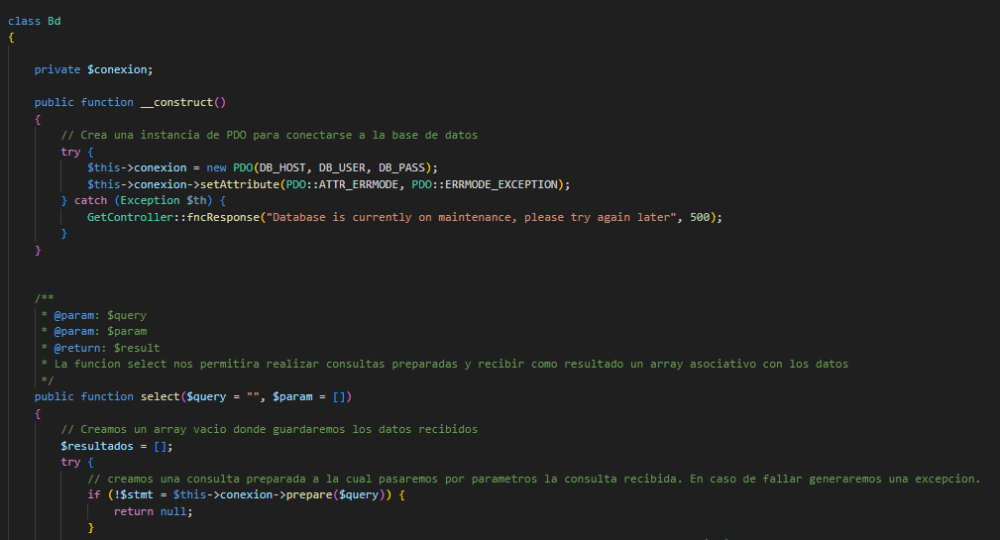 class Bd
{
private $conexion;
public function __construct()
{
// Crea una instancia de PDO para conectarse a la base de datos
try {
$this->conexion = new PDO(DB_HOST, DB_USER, DB_PASS);
$this->conexion->setAttribute(PDO::ATTR_ERRMODE, PDO::ERRMODE_EXCEPTION);
} catch (Exception $th) {
GetController::fncResponse("Database is currently on maintenance, please try again later", 500);
}
}
/**
* @param: $query
* @param: $param
* @return: $result
* La funcion select nos permitira realizar consultas preparadas y recibir como resultado un array asociativo con los datos
*/
public function select($query = "", $param = [])
{
// Creamos un array vacio donde guardaremos los datos recibidos
$resultados = [];
try {
// creamos una consulta preparada a la cual pasaremos por parametros la consulta recibida. En caso de fallar generaremos una excepcion.
if (!$stmt = $this->conexion->prepare($query)) {
return null;
}